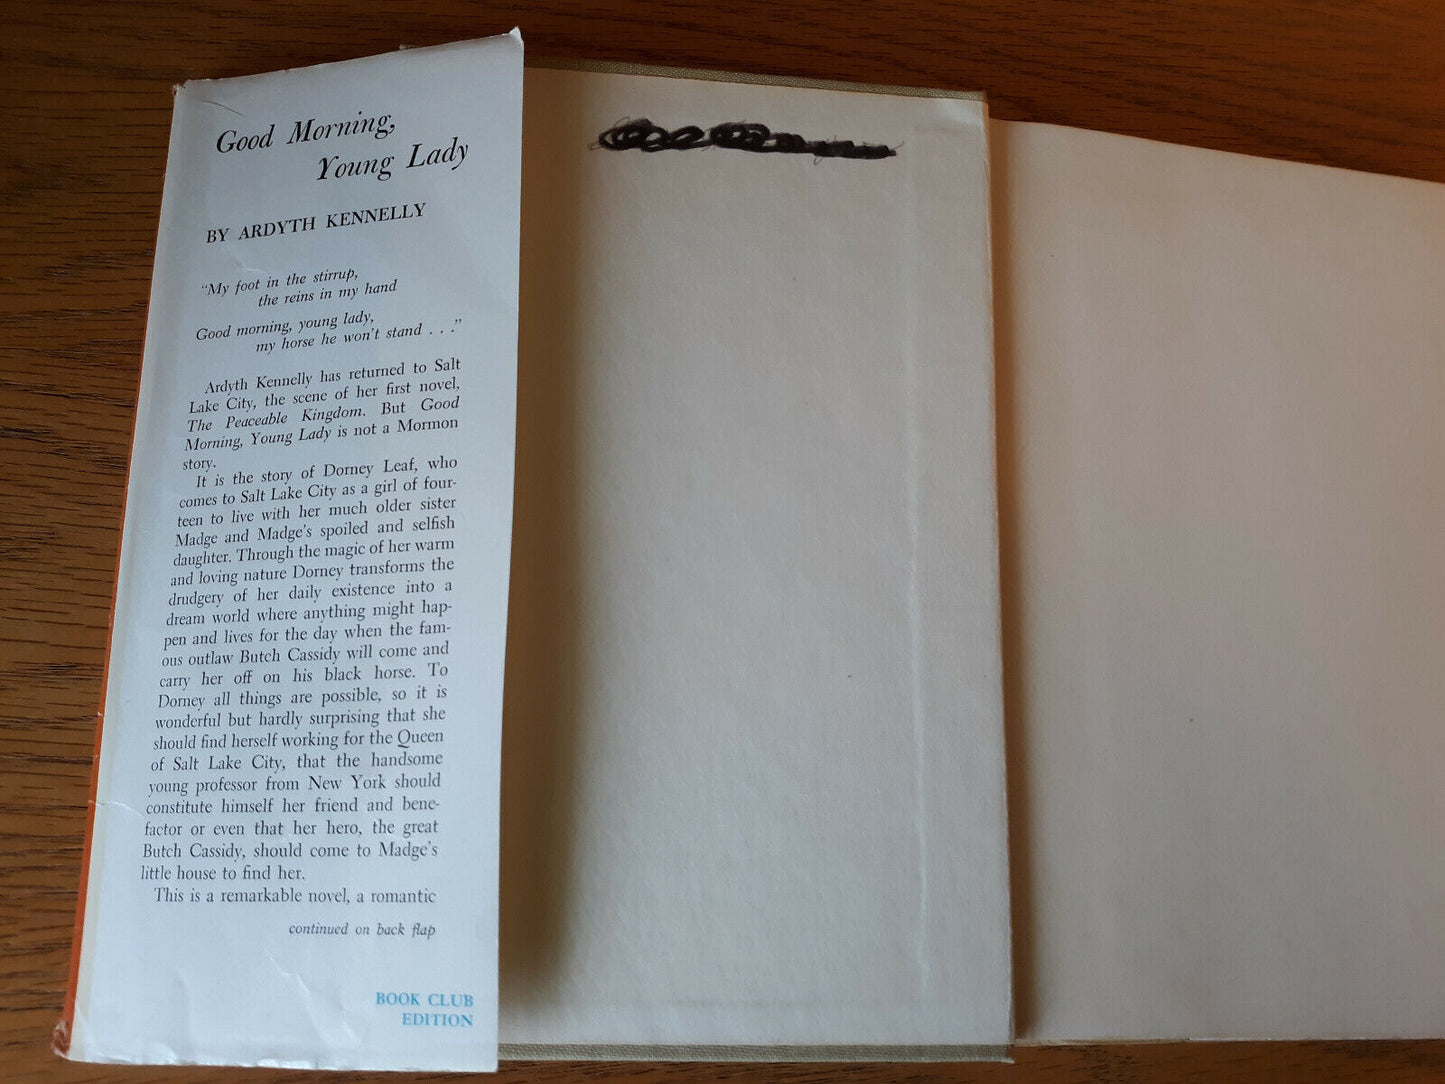 Good Morning,
Young Lady
BY ARDYTH KENNELLY
“My foot in the stirrup,
the reins in my hand
Good morning, young lady,
my horse he won't stand . . .”
Ardyth Kennelly has returned to Salt
Lake City, the scene of her first novel,
The Peaceable Kingdom. But Good
Morning, Young Lady is not a Mormon
story.
It is the story of Dorney Leaf, who
comes to Salt Lake City as a girl of four-
teen to live with her much older sister
Madge and Madge's spoiled and selfish
daughter. Through the magic of her warm
and loving nature Dorney transforms the
drudgery of her daily existence into a
dream world where anything might hap-
pen and lives for the day when the fam-
ous outlaw Butch Cassidy will come and
carry her off on his black horse. To
Dorney all things are possible, so it is
wonderful but hardly surprising that she
should find herself working for the Queen
of Salt Lake City, that the handsome
young professor from New York should
constitute himself her friend and bene-
factor or even that her hero, the great
Butch Cassidy, should come to Madge's
little house to find her.
This is a remarkable novel, a romantic
continued on back flap
BOOK CLUB
EDITION